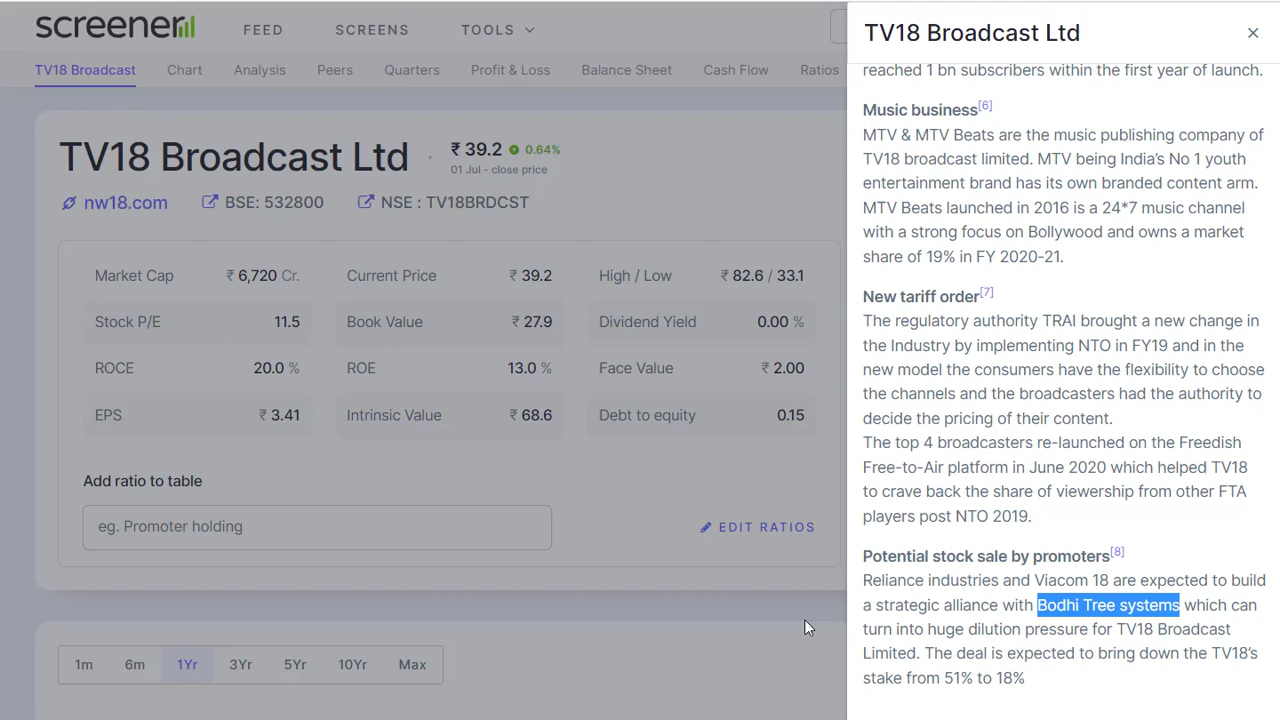 screener
FEED
SCREENS
TOOLS
TV18 Broadcast
Chart
Analysis
Peers
Quarters
Profit & Loss
Balance Sheet
Cash Flow
Ratios
TV18 Broadcast Ltd
₹ 39.2 0.64%
01 Jul - close price
nw18.com
BSE: 532800
NSE : TV18BRDCST
Market Cap ₹ 6,720 Cr.
Current Price ₹ 39.2
High / Low ₹ 82.6 / 33.1
Stock P/E 11.5
Book Value ₹ 27.9
Dividend Yield 0.00 %
ROCE 20.0 %
ROE 13.0 %
Face Value ₹ 2.00
EPS ₹ 3.41
Intrinsic Value ₹ 68.6
Debt to equity 0.15
Add ratio to table
eg. Promoter holding
EDIT RATIOS
1m 6m 1Yr 3Yr 5Yr 10Yr Max
TV18 Broadcast Ltd
reached 1 bn subscribers within the first year of launch.
Music business[6]
MTV & MTV Beats are the music publishing company of
TV18 broadcast limited. MTV being India's No 1 youth
entertainment brand has its own branded content arm.
MTV Beats launched in 2016 is a 24*7 music channel
with a strong focus on Bollywood and owns a market
share of 19% in FY 2020-21.
New tariff order[7]
The regulatory authority TRAI brought a new change in
the Industry by implementing NTO in FY19 and in the
new model the consumers have the flexibility to choose
the channels and the broadcasters had the authority to
decide the pricing of their content.
The top 4 broadcasters re-launched on the Freedish
Free-to-Air platform in June 2020 which helped TV18
to crave back the share of viewership from other FTA
players post NTO 2019.
Potential stock sale by promoters[8]
Reliance industries and Viacom 18 are expected to build
a strategic alliance with Bodhi Tree systems which can
turn into huge dilution pressure for TV18 Broadcast
Limited. The deal is expected to bring down the TV18's
stake from 51% to 18%